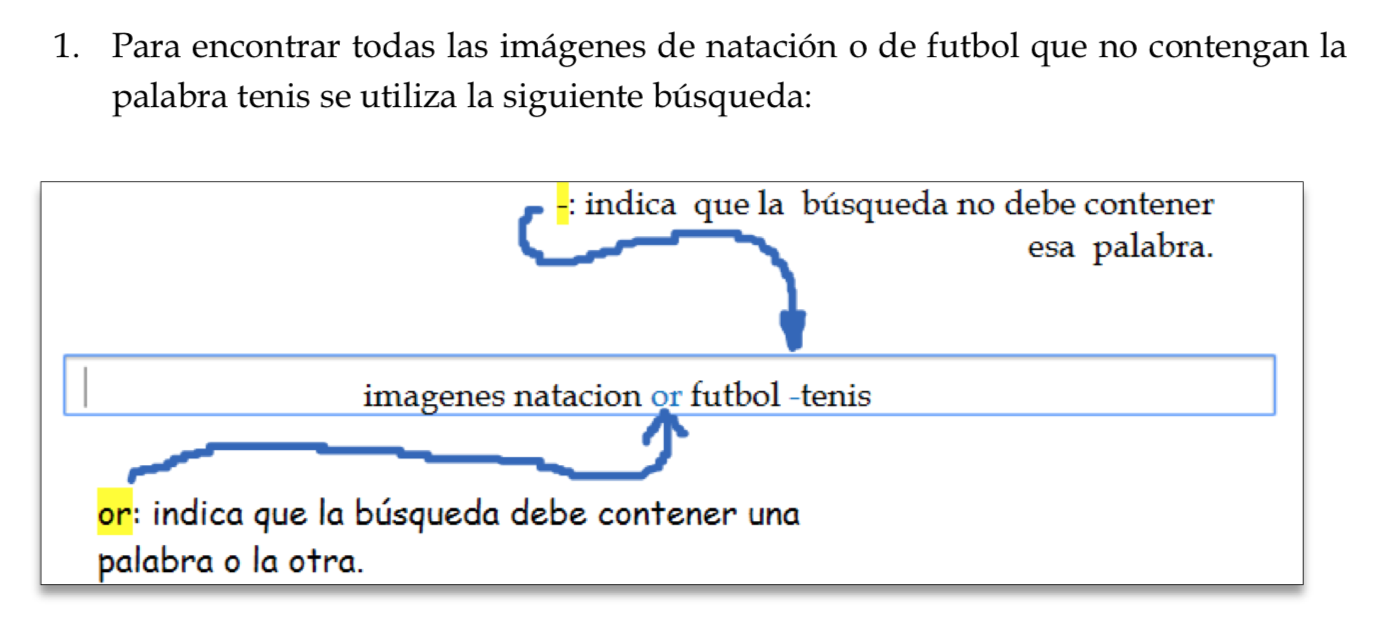 1. Para encontrar todas las imágenes de natación o de futbol que no contengan la
palabra tenis se utiliza la siguiente búsqueda:
-: indica que la búsqueda no debe contener
esa palabra.
imagenes natacion or futbol -tenis
or: indica que la búsqueda debe contener una
palabra o la otra.